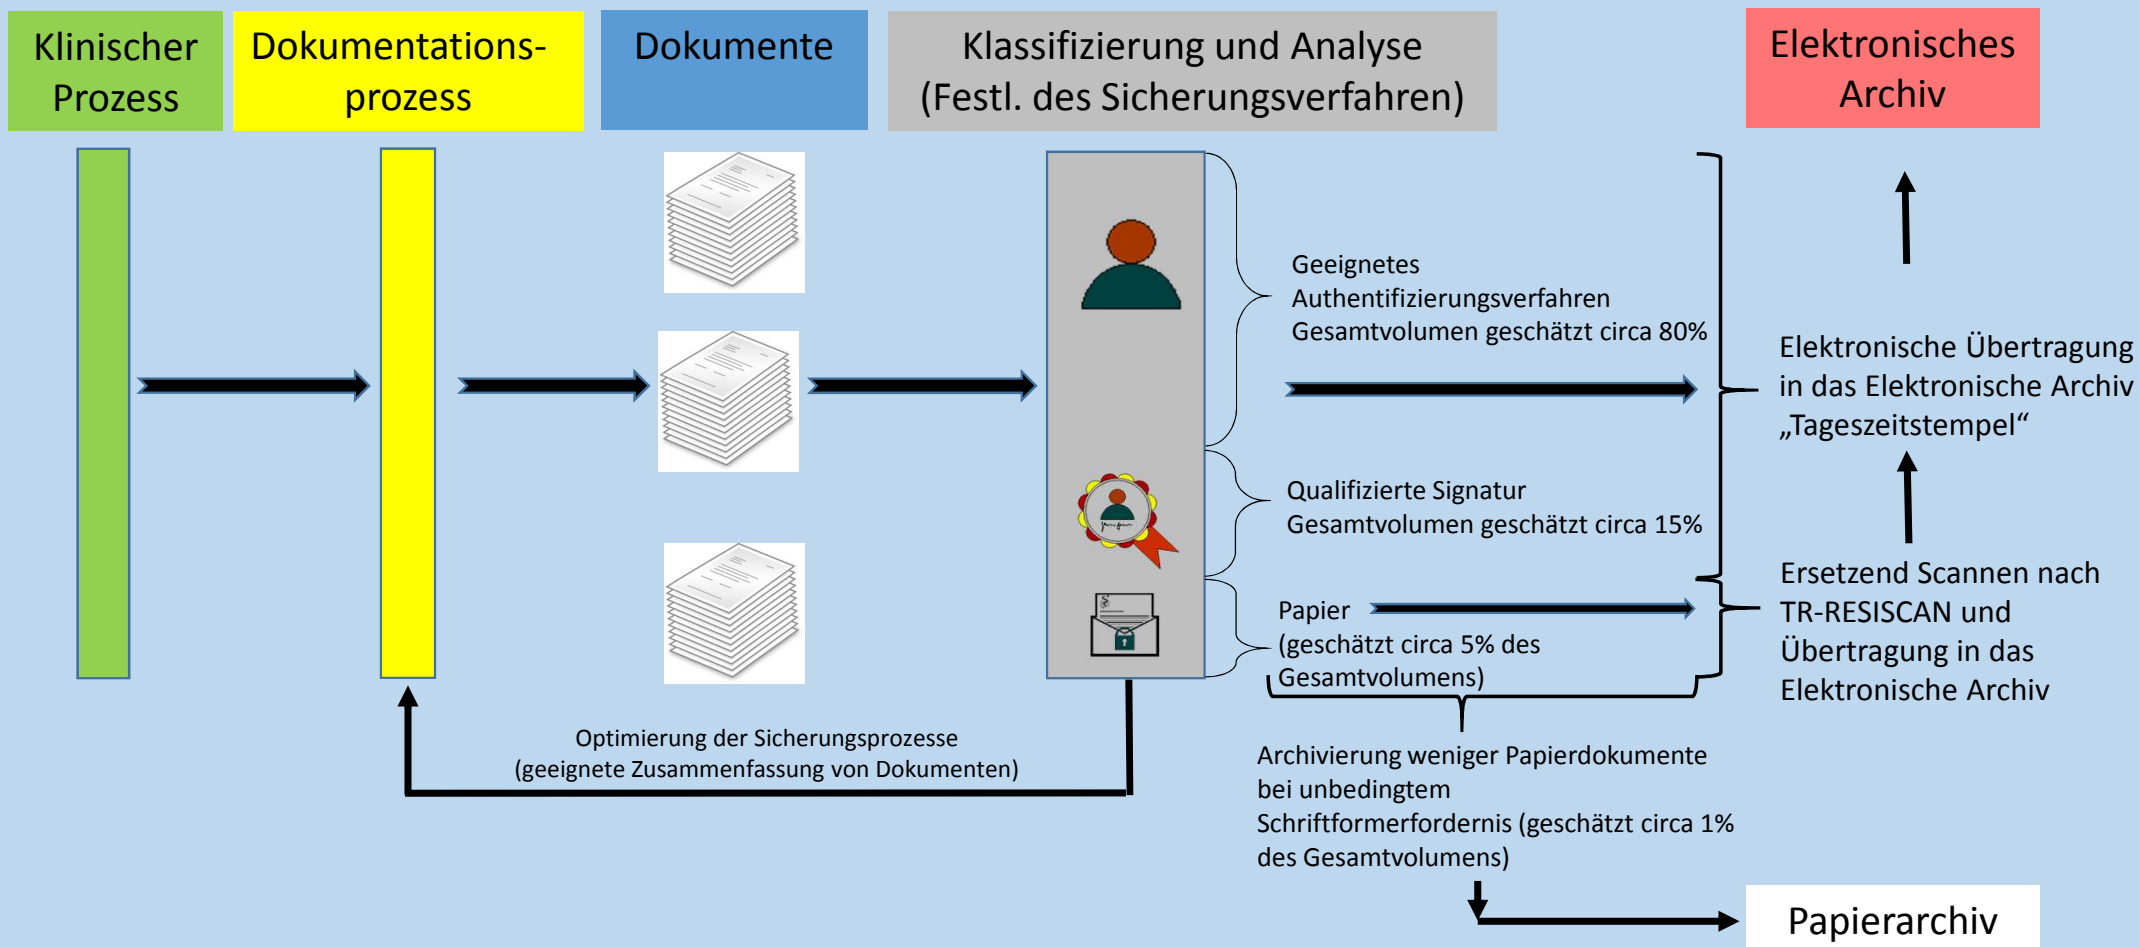 Klinischer
Prozess
Dokumentations-
prozess
Dokumente
Klassifizierung und Analyse
(Festl. des Sicherungsverfahren)
Elektronisches
Archiv
Geeignetes
Authentifizierungsverfahren
Gesamtvolumen geschätzt circa 80%
Elektronische Übertragung
in das Elektronische Archiv
„Tageszeitstempel“
Qualifizierte Signatur
Gesamtvolumen geschätzt circa 15%
Papier
(geschätzt circa 5% des
Gesamtvolumens)
Ersetzend Scannen nach
TR-RESISCAN und
Übertragung in das
Elektronische Archiv
Optimierung der Sicherungsprozesse
(geeignete Zusammenfassung von Dokumenten)
Archivierung weniger Papierdokumente
bei unbedingtem
Schriftformerfordernis (geschätzt circa 1%
des Gesamtvolumens)
Papierarchiv